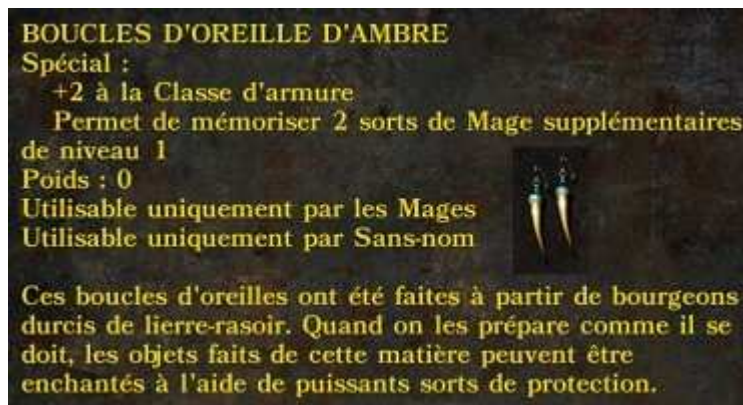 BOUCLES D'OREILLE D'AMBRE
Spécial :
+2 à la Classe d'armure
Permet de mémoriser 2 sorts de Mage supplémentaires
de niveau 1
Poids : 0
Utilisable uniquement par les Mages
Utilisable uniquement par Sans-nom
Ces boucles d'oreilles ont été faites à partir de bourgeons
durcis de lierre-rasoir. Quand on les prépare comme il se
doit, les objets faits de cette matière peuvent être
enchantés à l'aide de puissants sorts de protection.